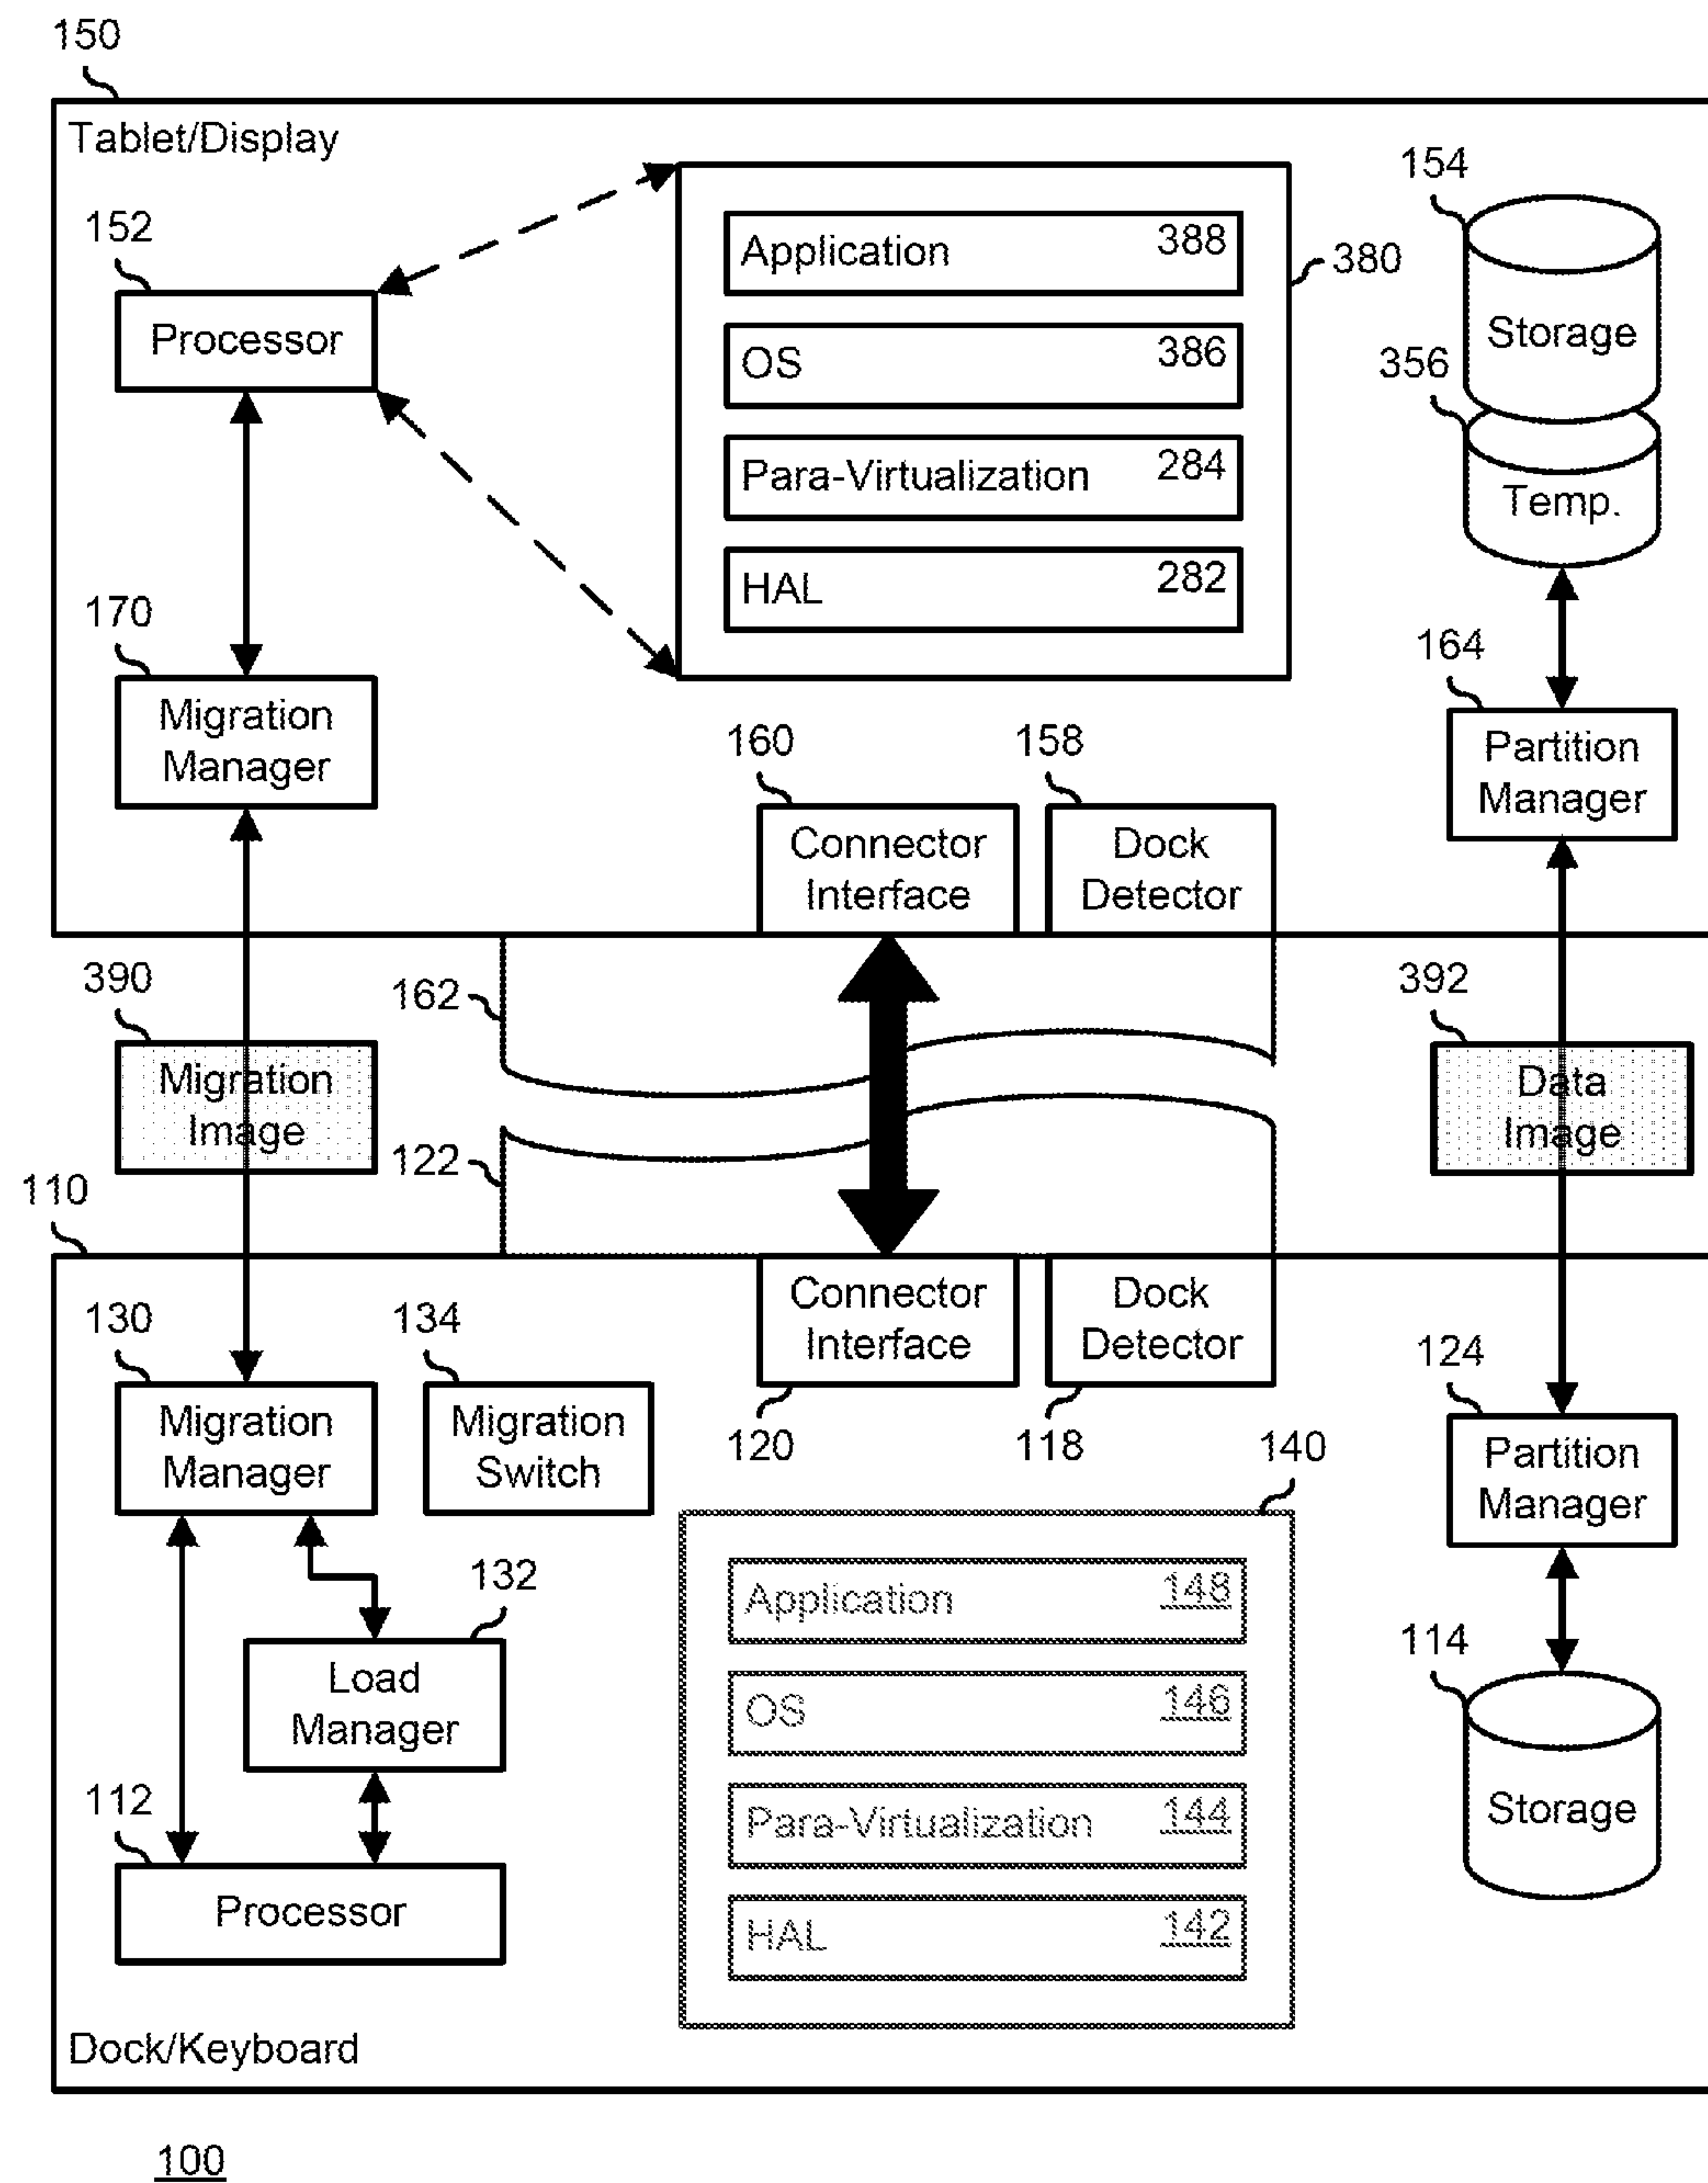 150
Tablet/Display
154
152
Application 388
380
Processor
Storage
OS 386
356
Para-Virtualization 284
Temp.
HAL 282
170
164
Migration
Manager
160
158
Partition
Manager
Connector
Interface
Dock
Detector
390
162
392
Migration
Image
Data
Image
122
110
Connector
Interface
Dock
Detector
130
134
124
Migration
Manager
Migration
Switch
120
118
140
Partition
Manager
132
Application 148
114
Load
Manager
OS 146
112
Para-Virtualization 144
Storage
Processor
HAL 142
Dock/Keyboard
100